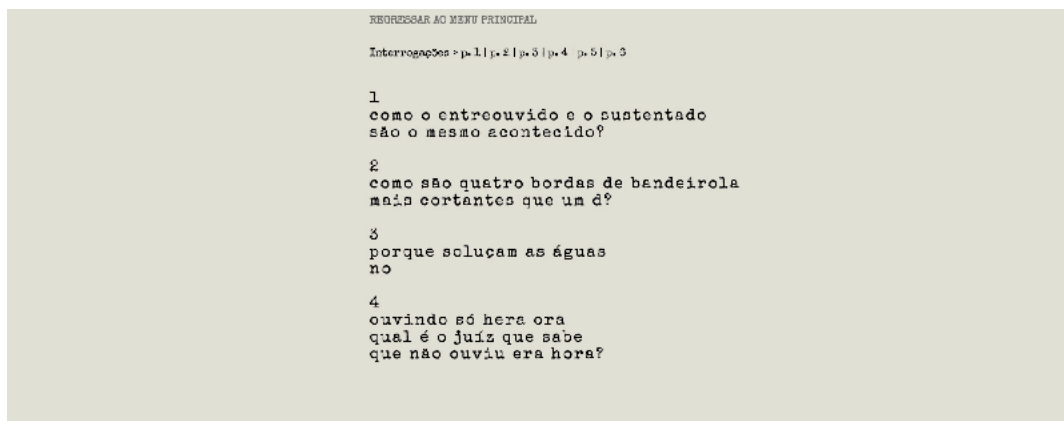 REGRESSAR AO MENU PRINCIPAL
Interrogações > p. 1 | p. 2 | p. 3 | p. 4 p. 5 | p. 6
1
como o entreouvido e o sustentado
são o mesmo acontecido?
2
como são quatro bordas de bandeirola
mais cortantes que um d?
3
porque soluçam as águas
no
4
ouvindo só hera ora
qual é o juíz que sabe
que não ouviu era hora?